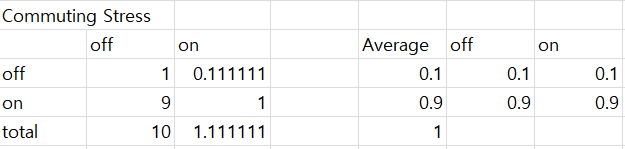 Commuting Stress
off on Average off on
off 1 0.111111 0.1 0.1 0.1
on 9 1 0.9 0.9 0.9
total 10 1.111111 1